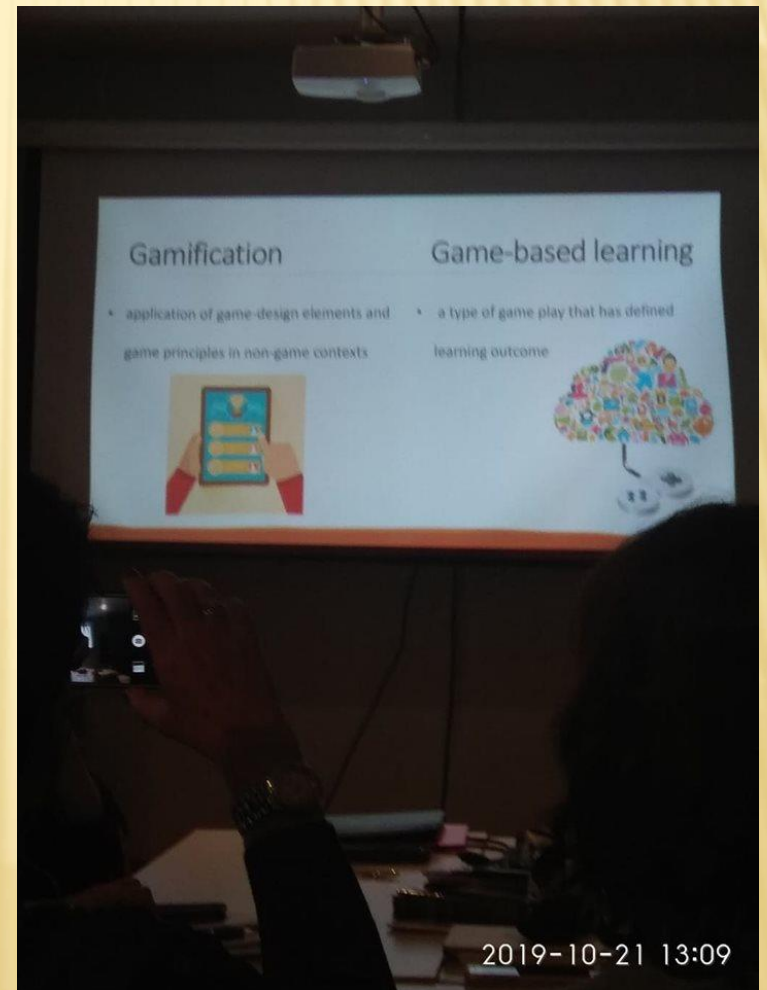 Gamification
• application of game-design elements and
game principles in non-game contexts
Game-based learning
• a type of game play that has defined
learning outcome
2019-10-21 13:09